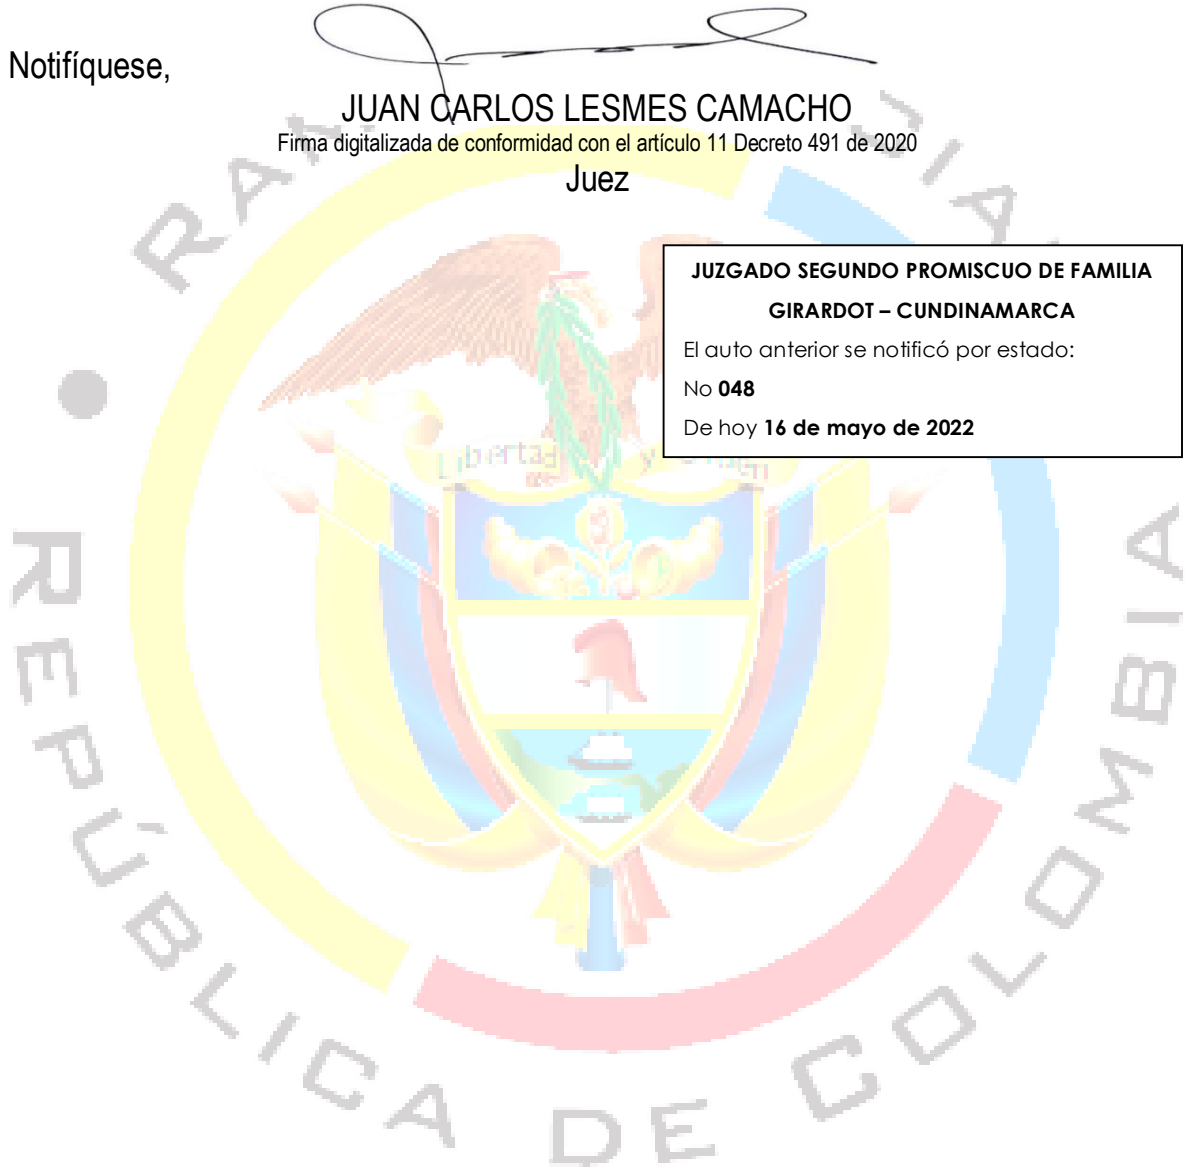 Notifíquese,
JUAN CARLOS LESMES CAMACHO
Firma digitalizada de conformidad con el artículo 11 Decreto 491 de 2020
Juez
JUZGADO SEGUNDO PROMISCUO DE FAMILIA
GIRARDOT – CUNDINAMARCA
El auto anterior se notificó por estado:
No 048
De hoy 16 de mayo de 2022
Libertad y
REPÚBLICA DE COLOMBIA